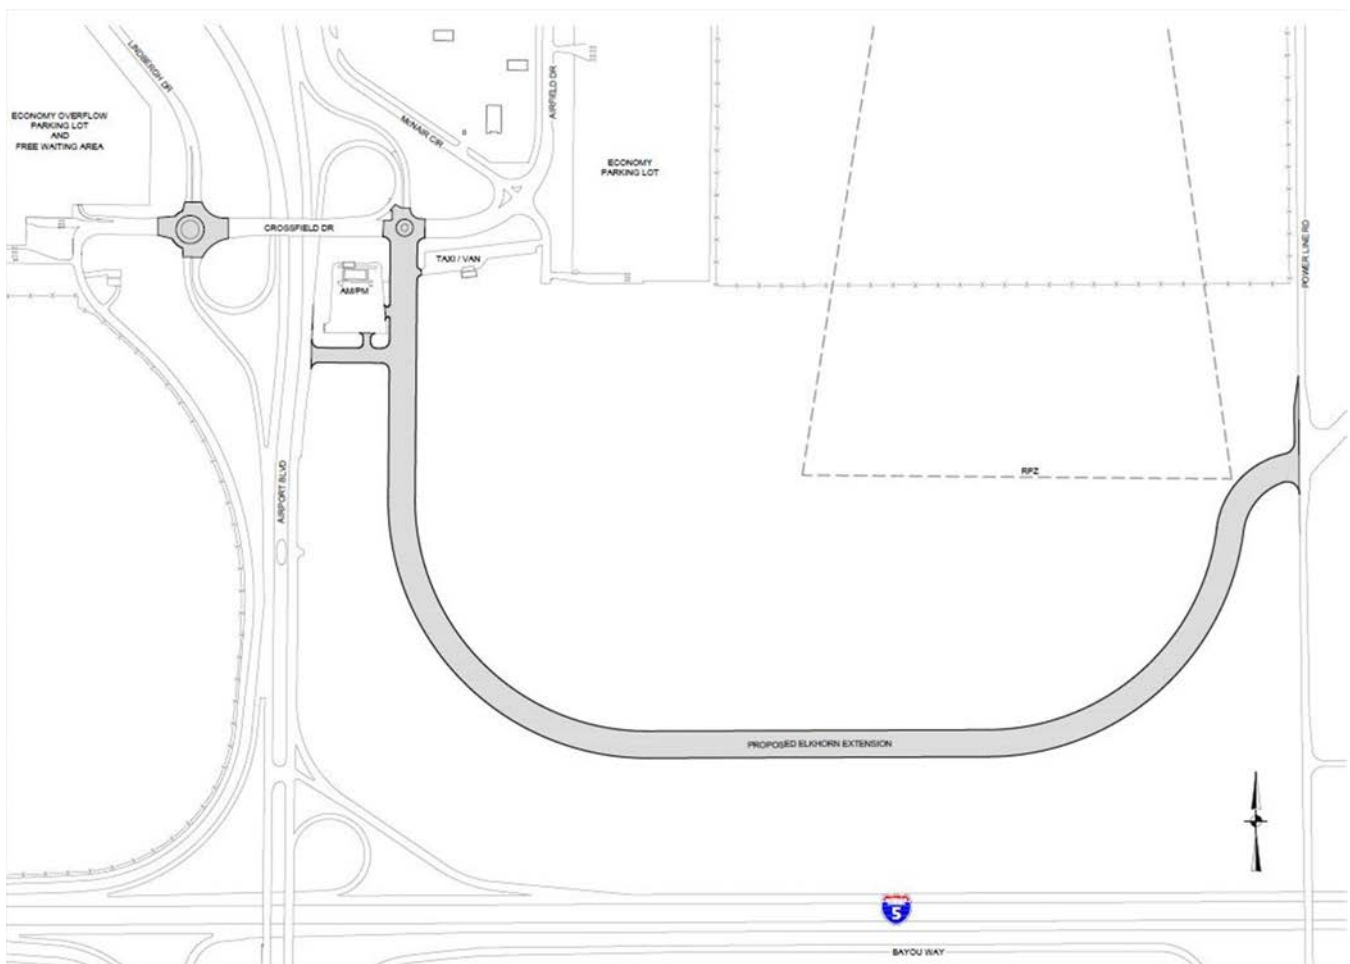 LINDBERGH DR
ECONOMY OVERFLOW
PARKING LOT
AND
FREE WAITING AREA
McNAIR CIR
AIRFIELD DR
ECONOMY
PARKING LOT
CROSSFIELD DR
TAXI / VAN
AM/PM
POWER LINE RD
AIRPORT BLVD
RPZ
PROPOSED ELKHORN EXTENSION
5
BAYOU WAY